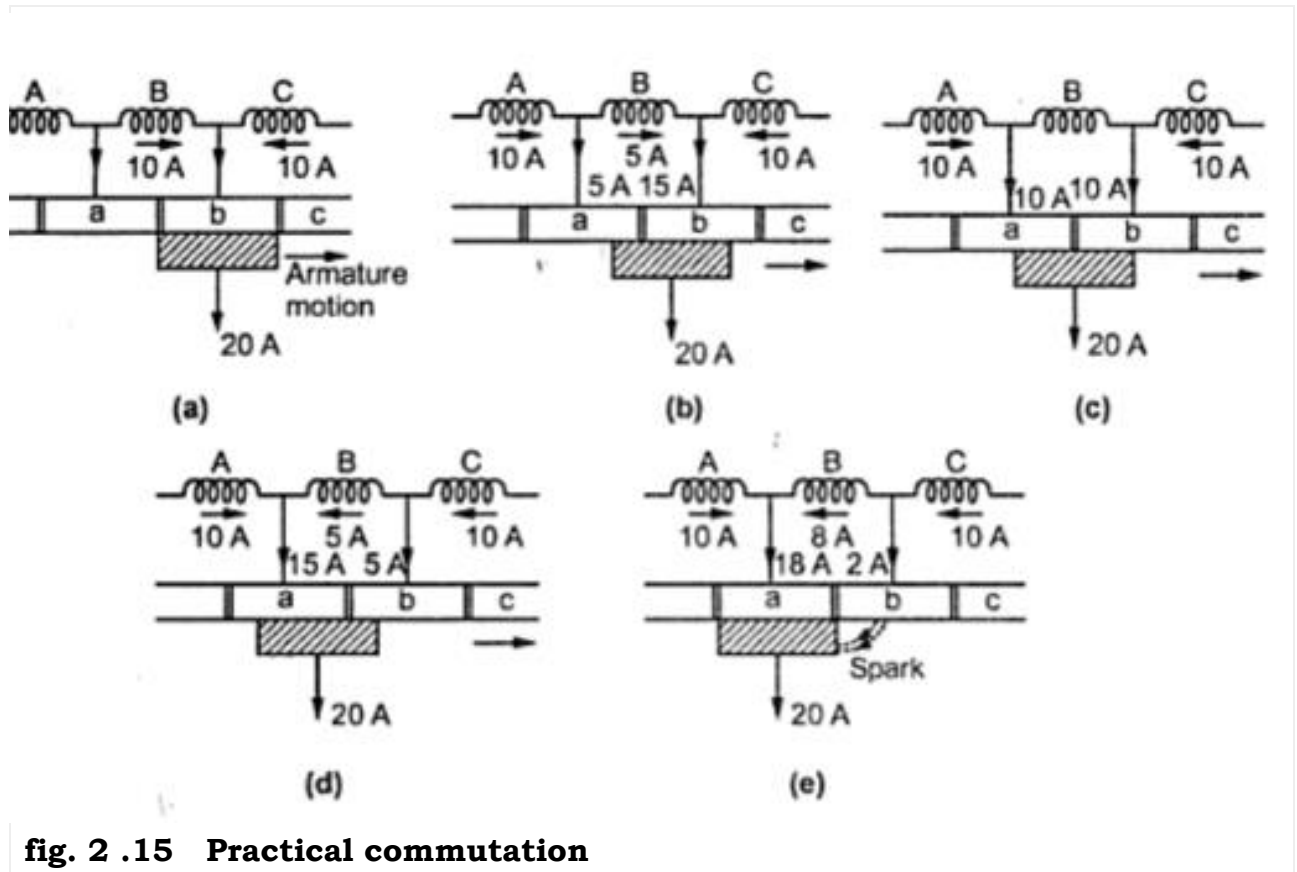 A B C
10 A 10 A
a b c
Armature
motion
20 A
(a)
A B C
10 A 5 A 10 A
5 A 15 A
a b c
20 A
(b)
A B C
10 A 10 A
10 A 10 A
a b c
20 A
(c)
A B C
10 A 5 A 10 A
15 A 5 A
a b c
20 A
(d)
A B C
10 A 8 A 10 A
18 A 2 A
a b c
Spark
20 A
(e)
fig. 2 .15 Practical commutation